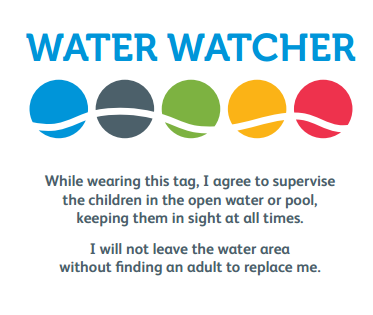 WATER WATCHER
While wearing this tag, I agree to supervise
the children in the open water or pool,
keeping them in sight at all times.
I will not leave the water area
without finding an adult to replace me.